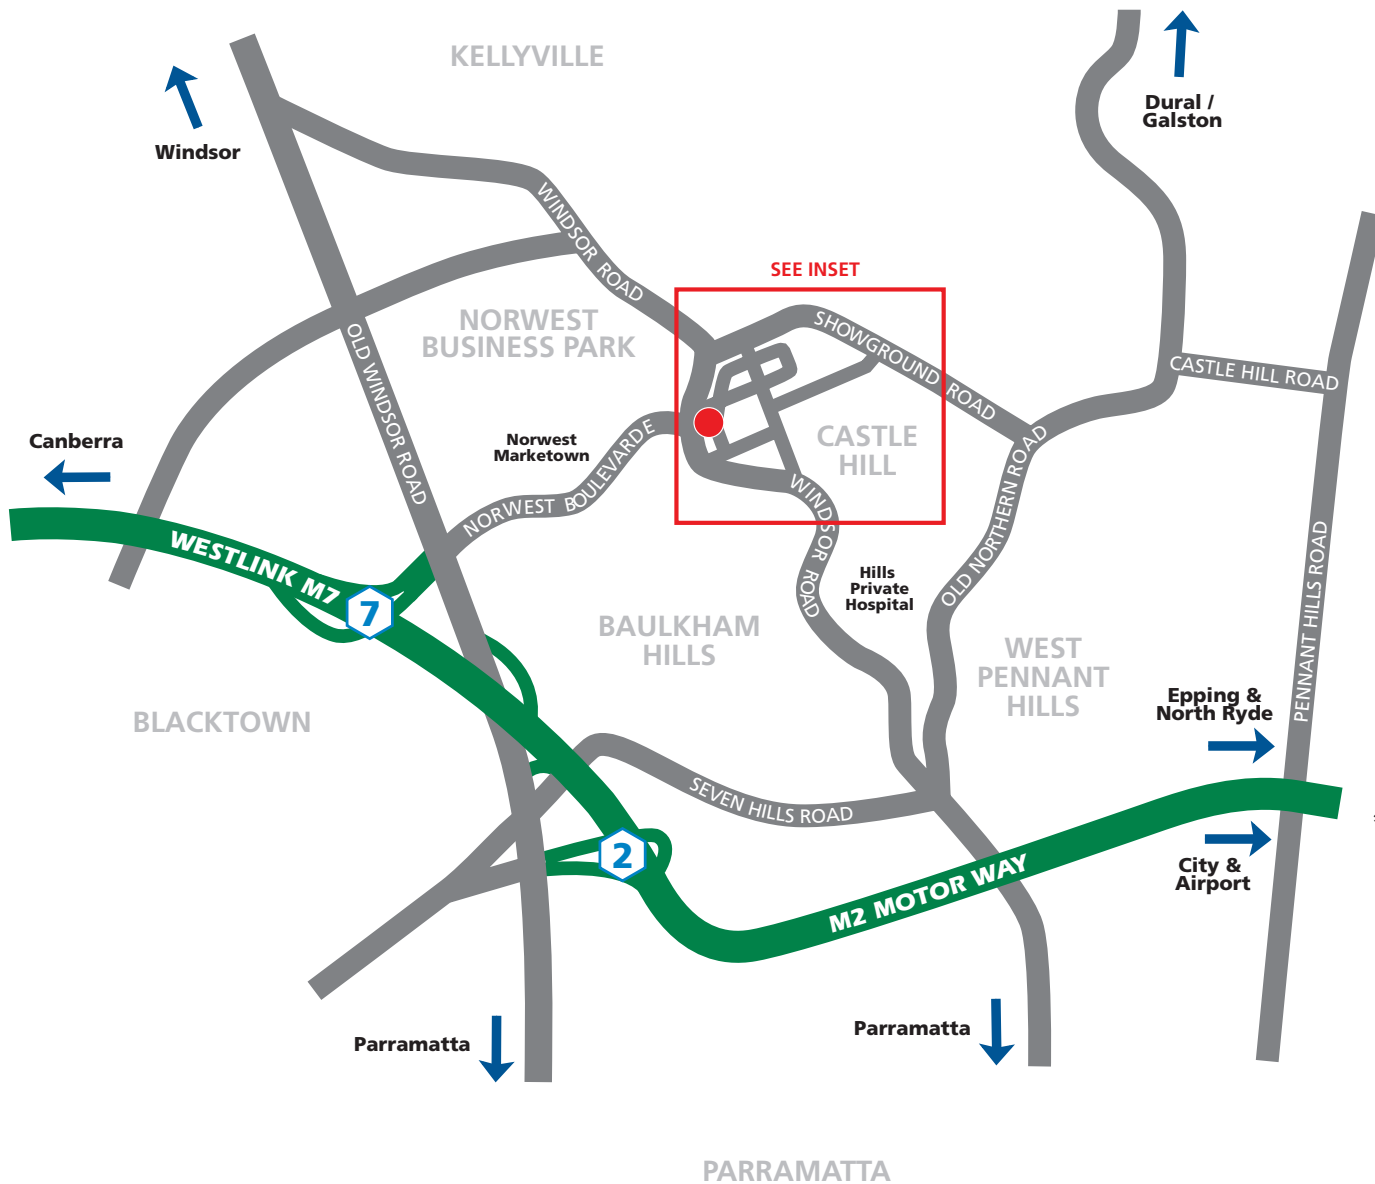 KELLYVILLE
Dural /
Galston
Windsor
WINDSOR ROAD
SEE INSET
NORWEST
BUSINESS PARK
SHOWGROUND ROAD
OLD WINDSOR ROAD
CASTLE HILL ROAD
Canberra
Norwest
Marketown
CASTLE
HILL
NORWEST BOULEVARDE
WINDSOR ROAD
OLD NORTHERN ROAD
WESTLINK M7
7
Hills
Private
Hospital
BAULKHAM
HILLS
WEST
PENNANT
HILLS
PENNANT HILLS ROAD
BLACKTOWN
Epping &
North Ryde
SEVEN HILLS ROAD
2
M2 MOTOR WAY
City &
Airport
Parramatta
Parramatta
PARRAMATTA